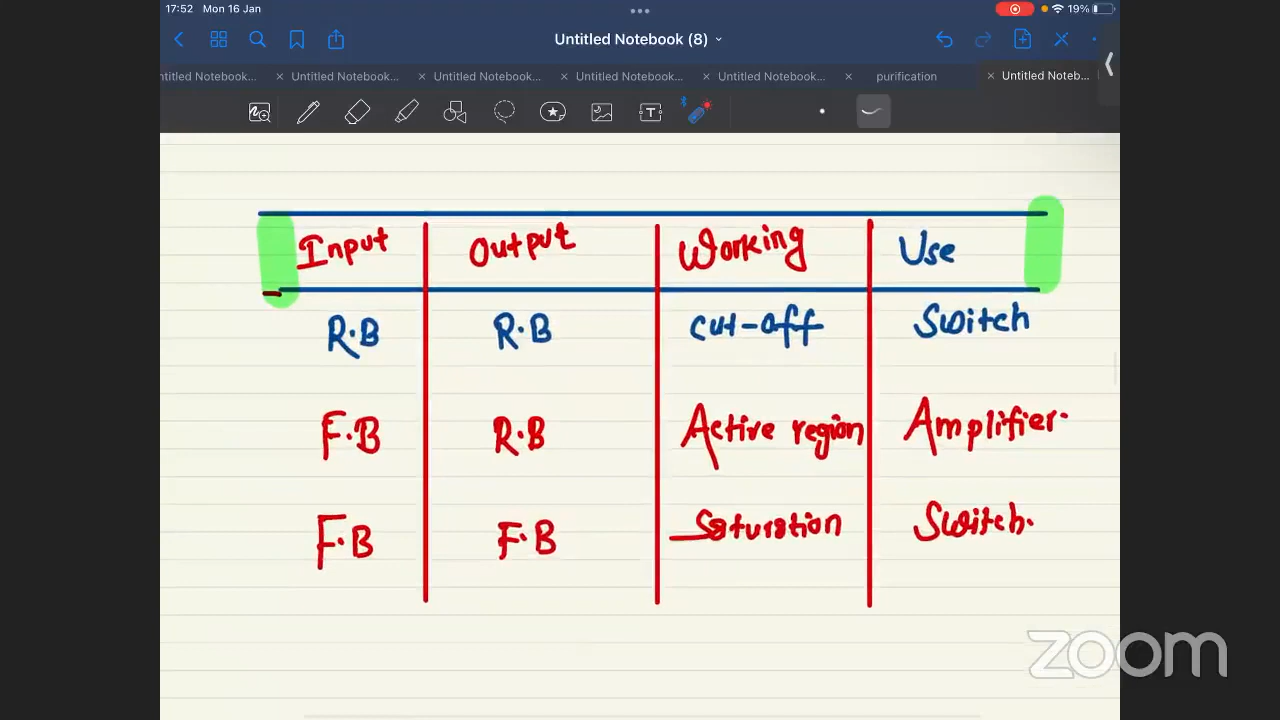 17:52 Mon 16 Jan
19%
Untitled Notebook (8)
ntitled Notebook... Untitled Notebook... Untitled Notebook... Untitled Notebook... Untitled Notebook... purification Untitled Noteb...
T
Input Output Working Use
R.B R.B cut-off Switch
F.B R.B Active region Amplifier.
F.B F.B Saturation Switch.
zoom